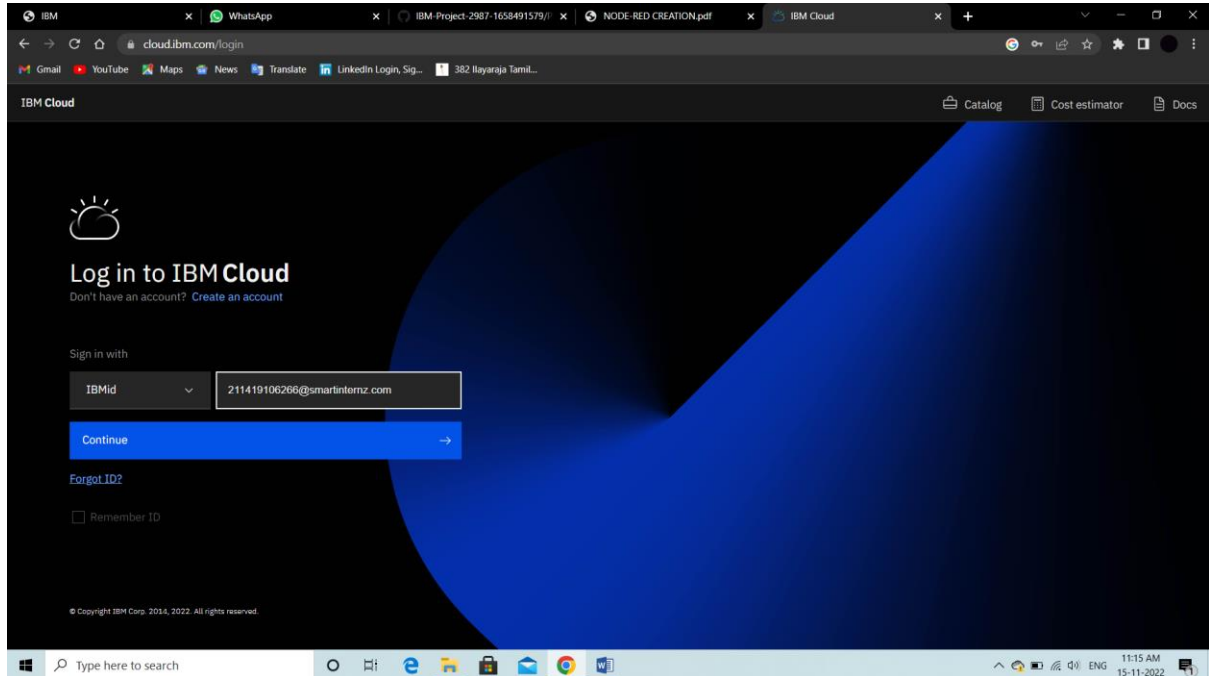 IBM
WhatsApp
IBM-Project-2987-1658491579/
NODE-RED CREATION.pdf
IBM Cloud
cloud.ibm.com/login
Gmail YouTube Maps News Translate LinkedIn Login, Sig... 382 Ilayaraja Tamil...
IBM Cloud
Catalog Cost estimator Docs
Log in to IBM Cloud
Don't have an account? Create an account
Sign in with
IBMid
211419106266@smartinternz.com
Continue
Forgot ID?
Remember ID
© Copyright IBM Corp. 2014, 2022. All rights reserved.
Type here to search
ENG
11:15 AM
15-11-2022